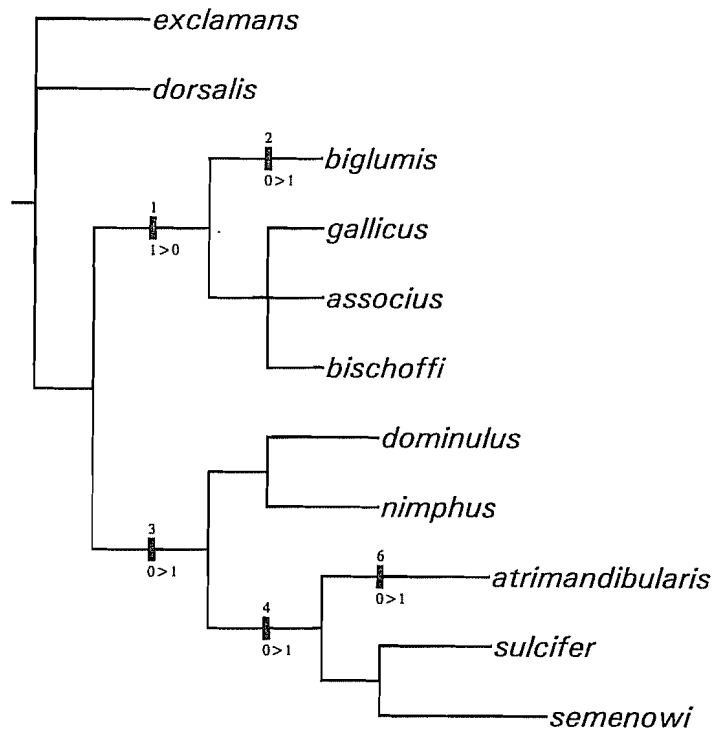 exclamans
dorsalis
2
0>1
biglumis
1
1>0
gallicus
associus
bischoffi
dominulus
nimphus
3
0>1
6
0>1
atrimandibularis
4
0>1
sulcifer
semenowi